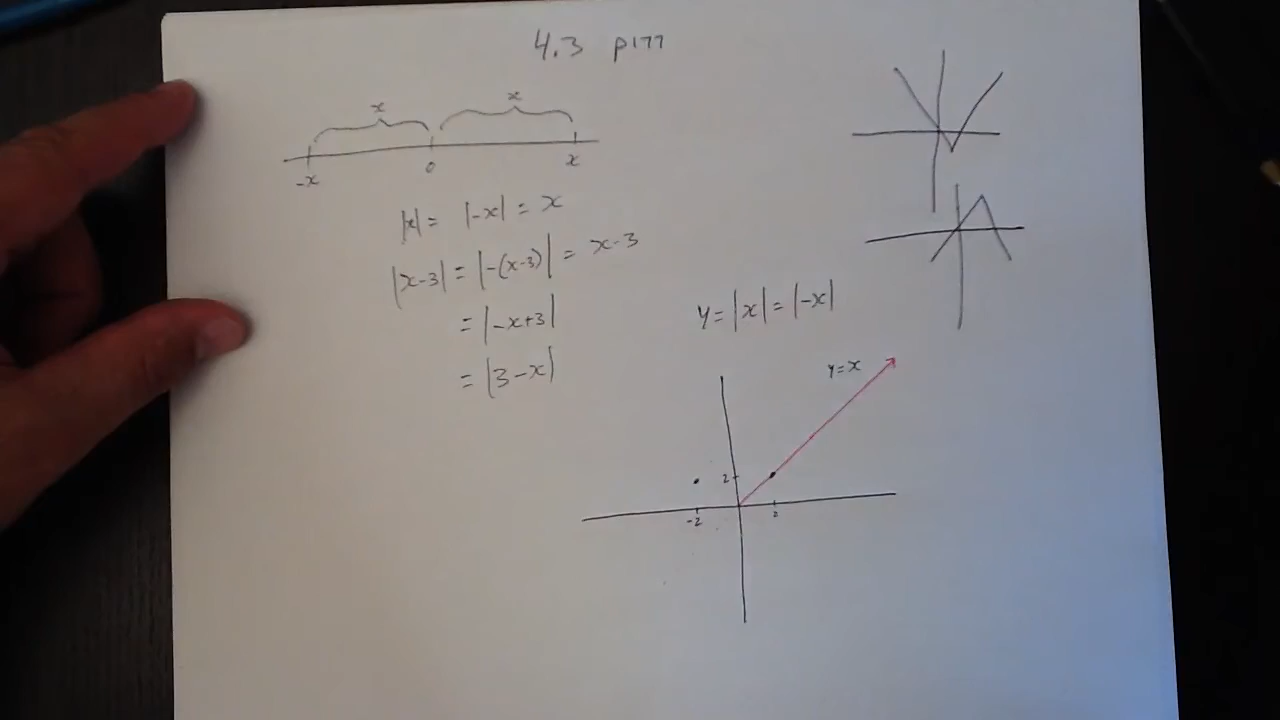 4.3 p177
x x
-x 0 x
|x| = |-x| = x
|x-3| = |-(x-3)| = x-3
= |-x+3|
= |3-x|
y = |x| = |-x|
y=x
2
-2 2